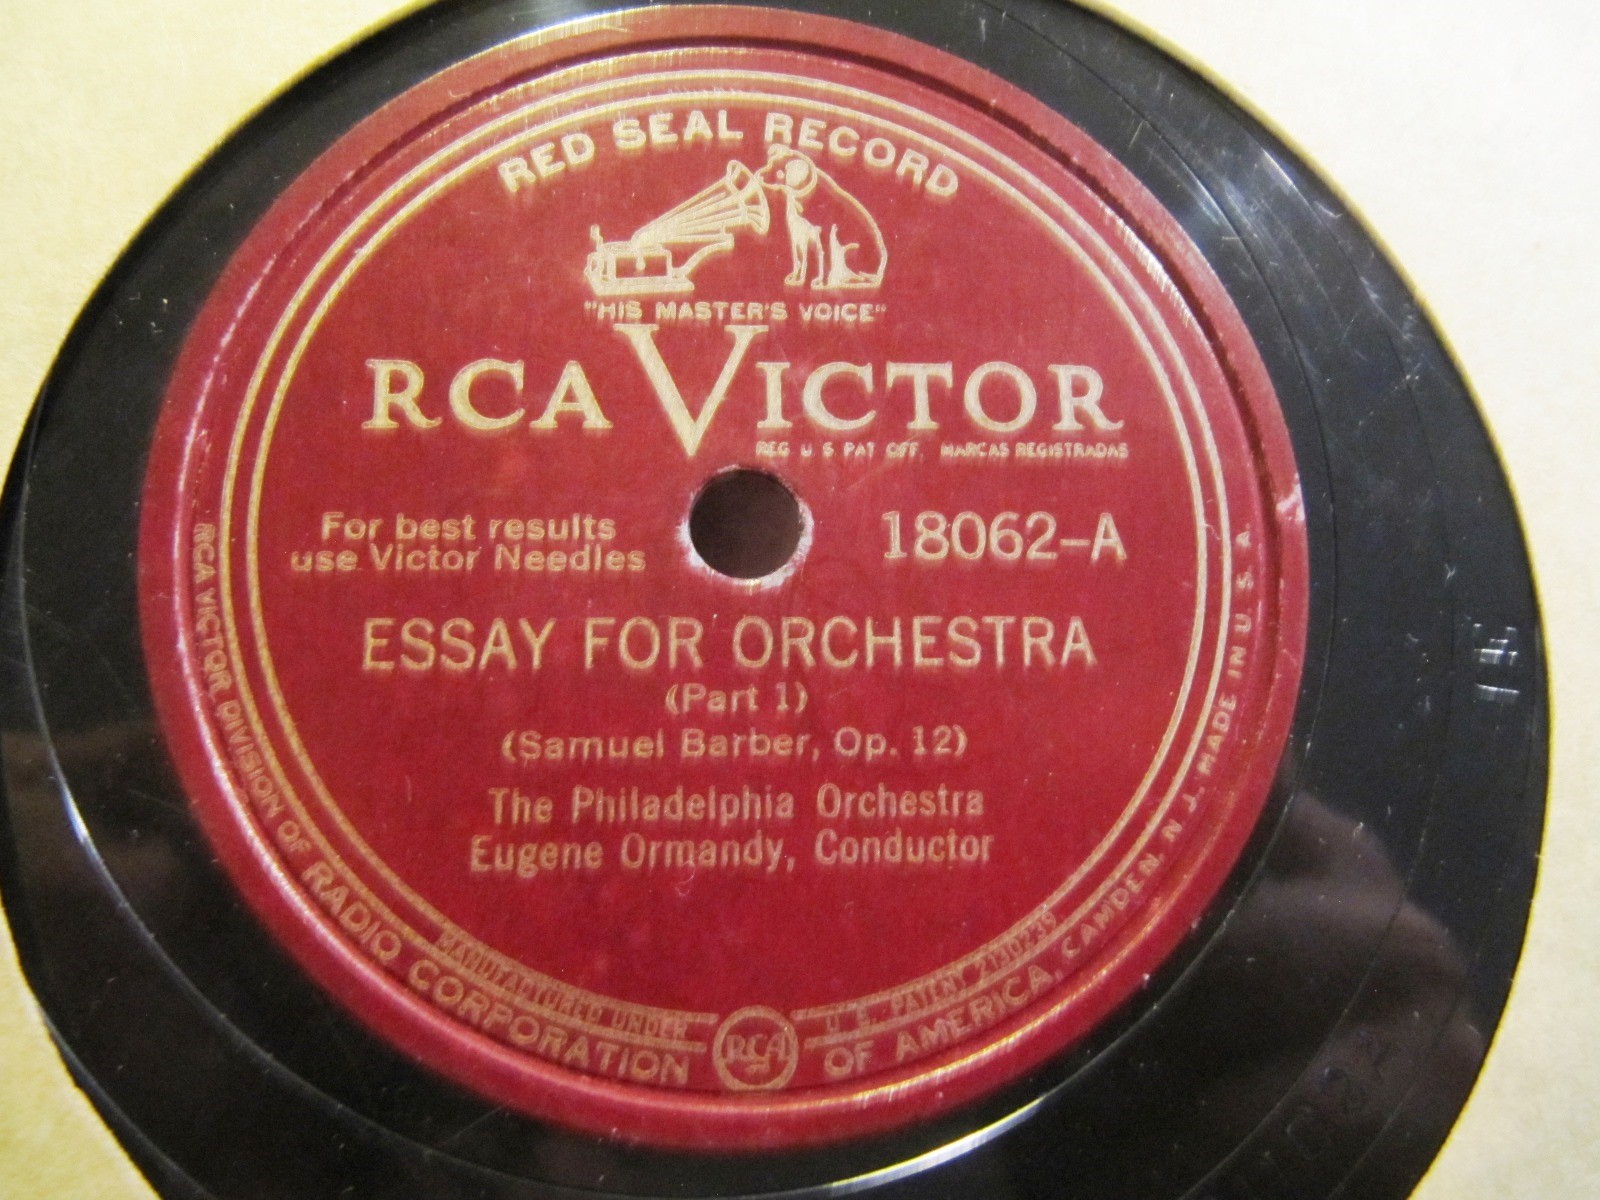 RED SEAL RECORD
"HIS MASTER'S VOICE"
RCA VICTOR
REG U S PAT OFF. MARCAS REGISTRADAS
For best results
use Victor Needles
18062-A
ESSAY FOR ORCHESTRA
(Part 1)
(Samuel Barber, Op. 12)
The Philadelphia Orchestra
Eugene Ormandy, Conductor
MANUFACTURED UNDER
RCA
U. S. PATENT 2130239
RCA VICTOR DIVISION OF RADIO CORPORATION OF AMERICA, CAMDEN, N. J. MADE IN U. S. A.